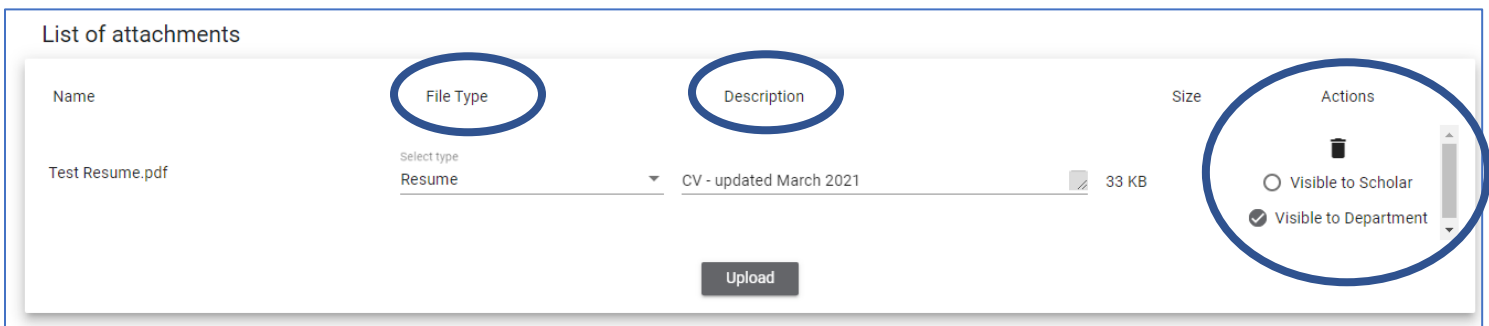 List of attachments
Name File Type Description Size Actions
Select type
Test Resume.pdf Resume CV - updated March 2021 33 KB
Visible to Scholar
Visible to Department
Upload